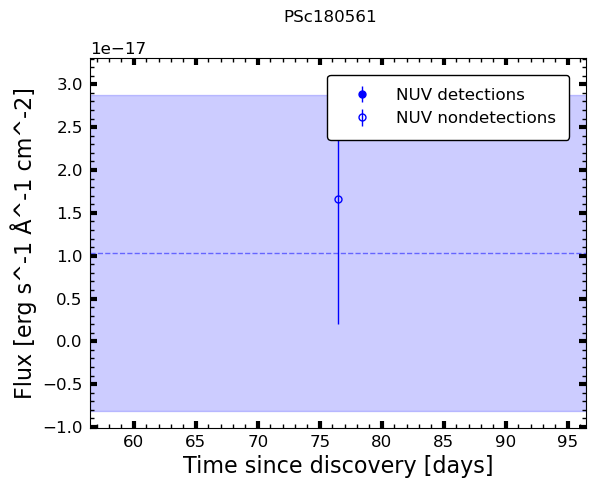 PSc180561
1e−17
NUV detections
NUV nondetections
3.0
2.5
2.0
1.5
1.0
0.5
0.0
−0.5
−1.0
60 65 70 75 80 85 90 95
Time since discovery [days]
Flux [erg s^-1 Å^-1 cm^-2]